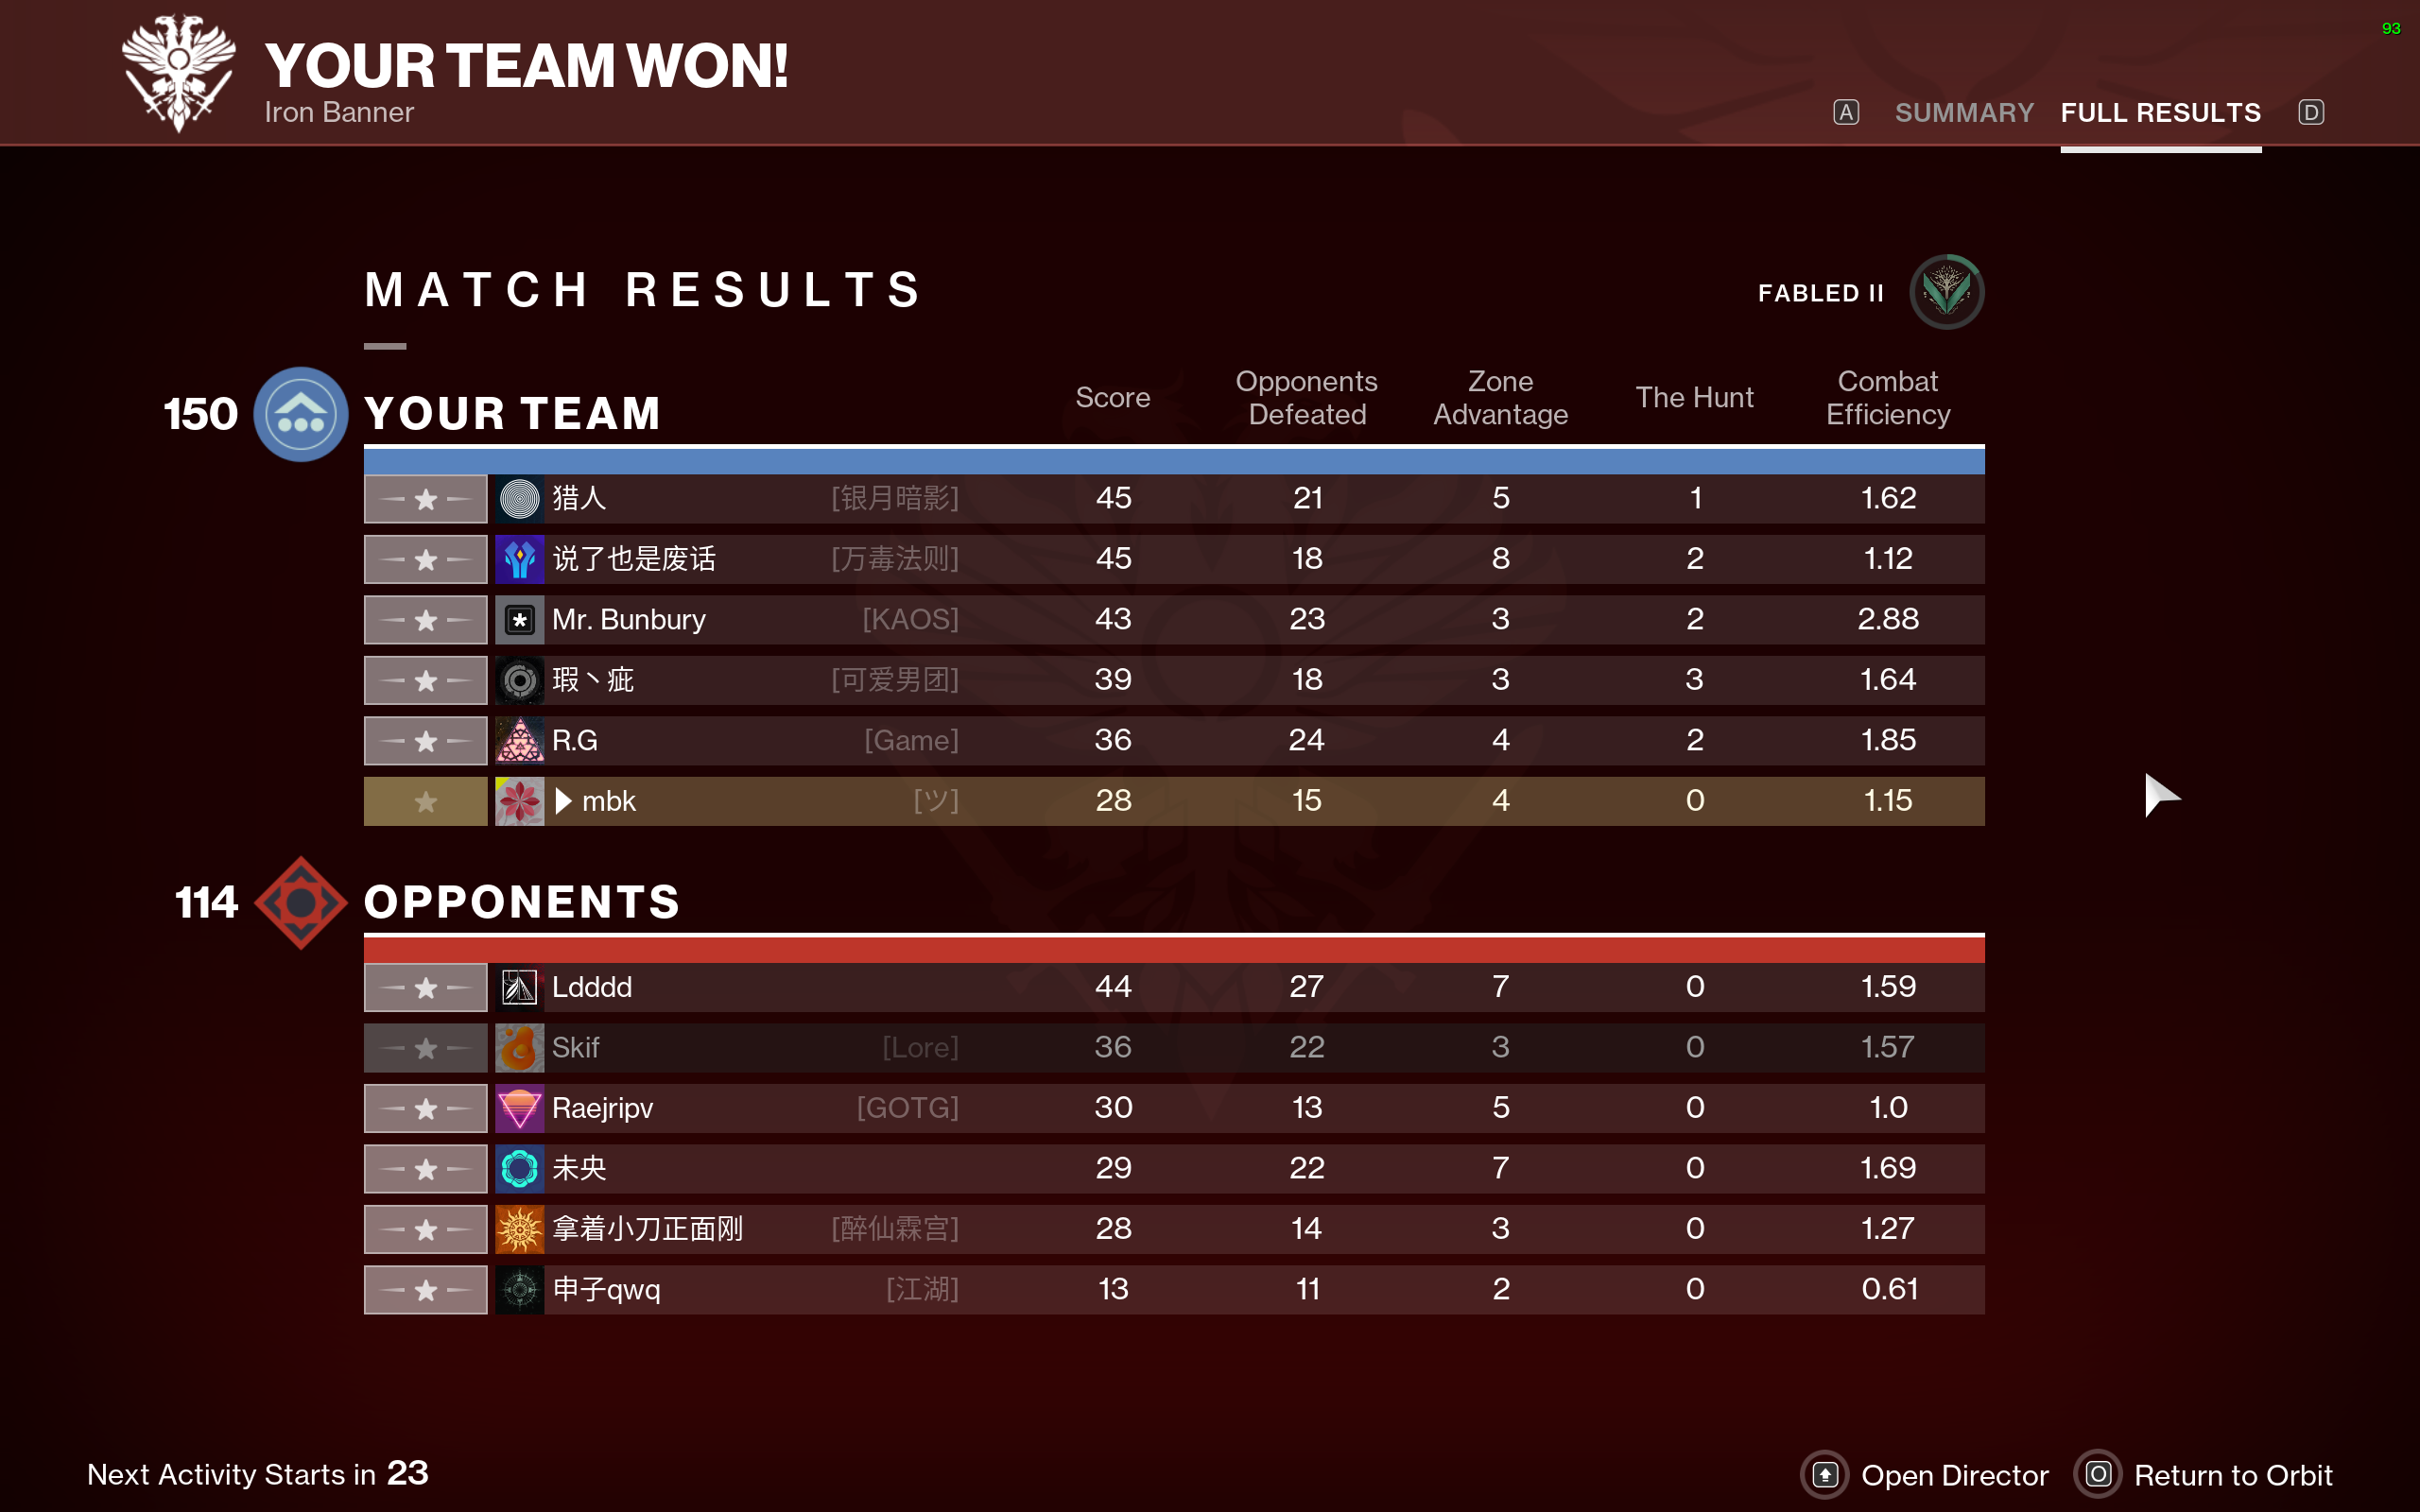 93
YOUR TEAM WON!
Iron Banner
A SUMMARY FULL RESULTS D
MATCH RESULTS
FABLED II
150 YOUR TEAM Score Opponents Defeated Zone Advantage The Hunt Combat Efficiency
猎人 [银月暗影] 45 21 5 1 1.62
说了也是废话 [万毒法则] 45 18 8 2 1.12
Mr. Bunbury [KAOS] 43 23 3 2 2.88
瑕丶疵 [可爱男团] 39 18 3 3 1.64
R.G [Game] 36 24 4 2 1.85
mbk [ツ] 28 15 4 0 1.15
114 OPPONENTS
Ldddd 44 27 7 0 1.59
Skif [Lore] 36 22 3 0 1.57
Raejripv [GOTG] 30 13 5 0 1.0
未央 29 22 7 0 1.69
拿着小刀正面刚 [醉仙霖宫] 28 14 3 0 1.27
申子qwq [江湖] 13 11 2 0 0.61
Next Activity Starts in 23
Open Director O Return to Orbit